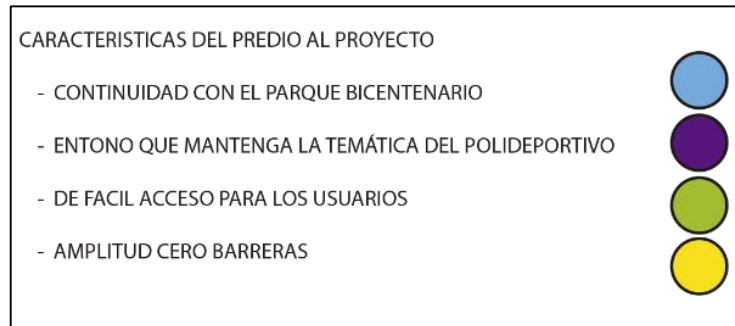 CARACTERISTICAS DEL PREDIO AL PROYECTO
- CONTINUIDAD CON EL PARQUE BICENTENARIO
- ENTONO QUE MANTENGA LA TEMÁTICA DEL POLIDEPORTIVO
- DE FACIL ACCESO PARA LOS USUARIOS
- AMPLITUD CERO BARRERAS